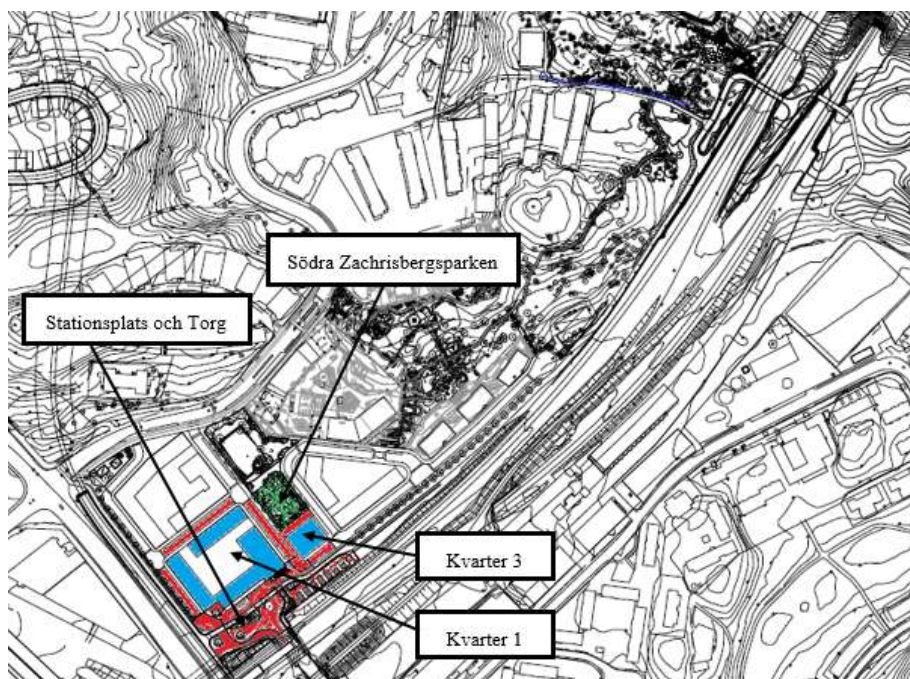 Södra Zachrisbergsparken
Stationsplats och Torg
Kvarter 3
Kvarter 1